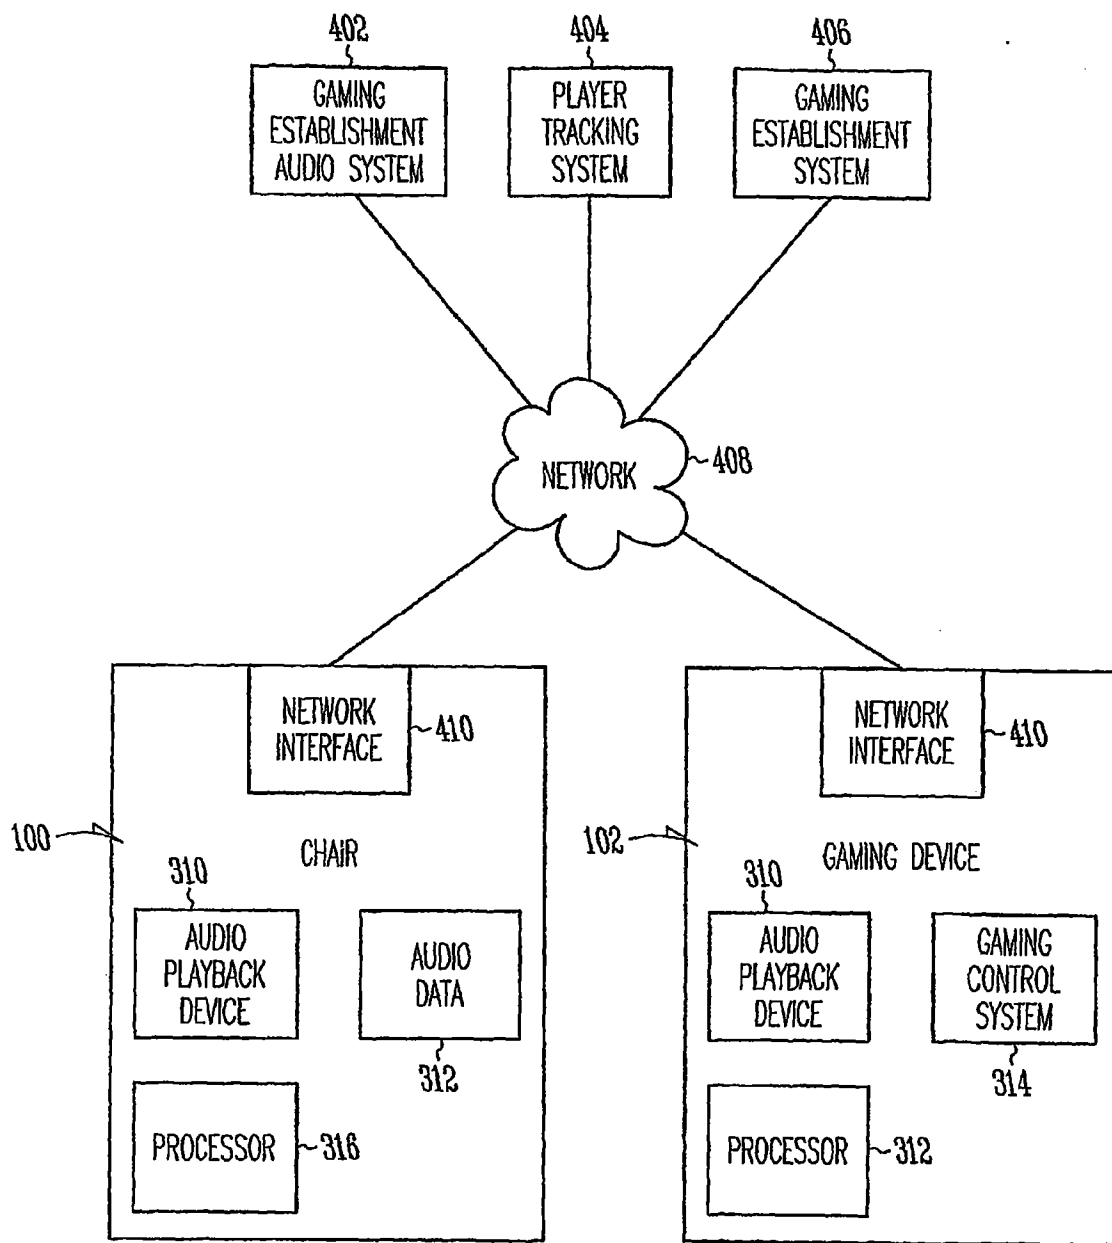 402
404
406
GAMING
ESTABLISHMENT
AUDIO SYSTEM
PLAYER
TRACKING
SYSTEM
GAMING
ESTABLISHMENT
SYSTEM
NETWORK
408
NETWORK
INTERFACE
410
NETWORK
INTERFACE
410
100
CHAIR
102
GAMING DEVICE
310
AUDIO
PLAYBACK
DEVICE
AUDIO
DATA
312
310
AUDIO
PLAYBACK
DEVICE
GAMING
CONTROL
SYSTEM
314
PROCESSOR
316
PROCESSOR
312